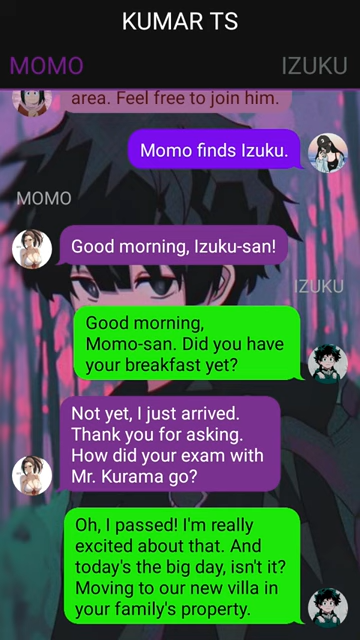 KUMAR TS
MOMO
IZUKU
area. Feel free to join him.
Momo finds Izuku.
MOMO
Good morning, Izuku-san!
IZUKU
Good morning,
Momo-san. Did you have
your breakfast yet?
Not yet, I just arrived.
Thank you for asking.
How did your exam with
Mr. Kurama go?
Oh, I passed! I'm really
excited about that. And
today's the big day, isn't it?
Moving to our new villa in
your family's property.